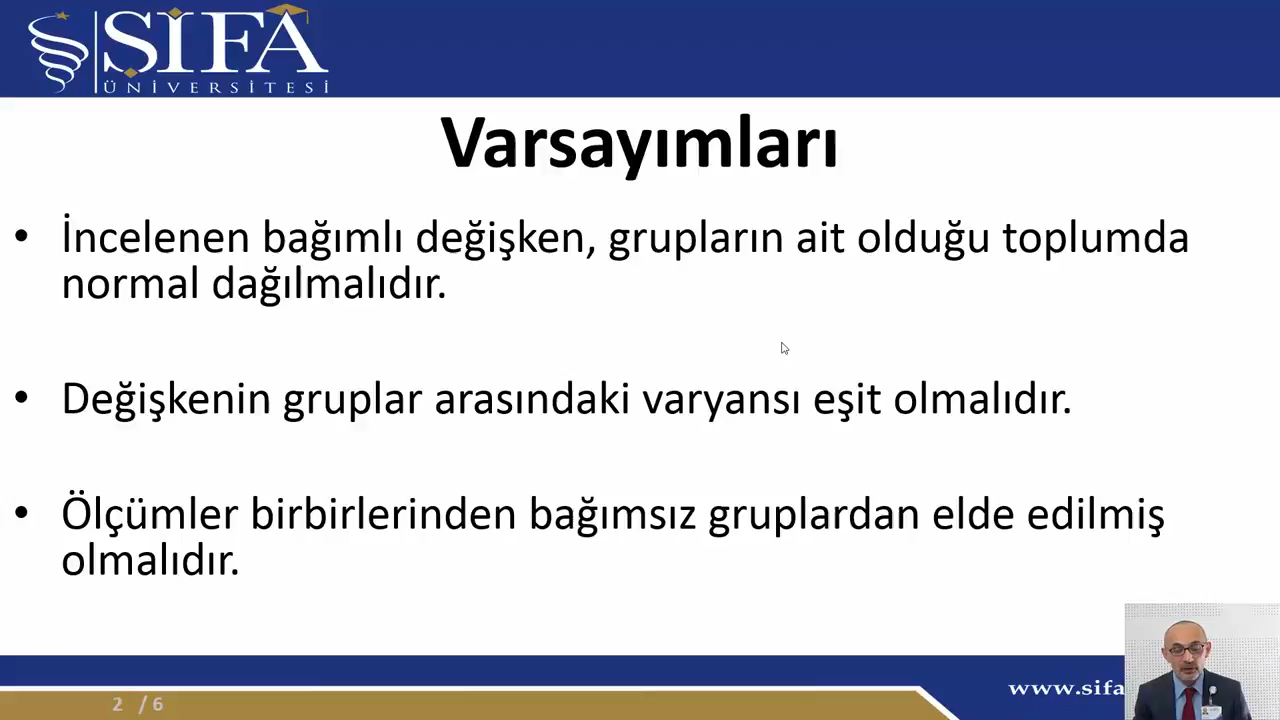 ŞİFA
ÜNİVERSİTESİ
Varsayımları
• İncelenen bağımlı değişken, grupların ait olduğu toplumda
normal dağılmalıdır.
• Değişkenin gruplar arasındaki varyansı eşit olmalıdır.
• Ölçümler birbirlerinden bağımsız gruplardan elde edilmiş
olmalıdır.
www.sifa
2 / 6